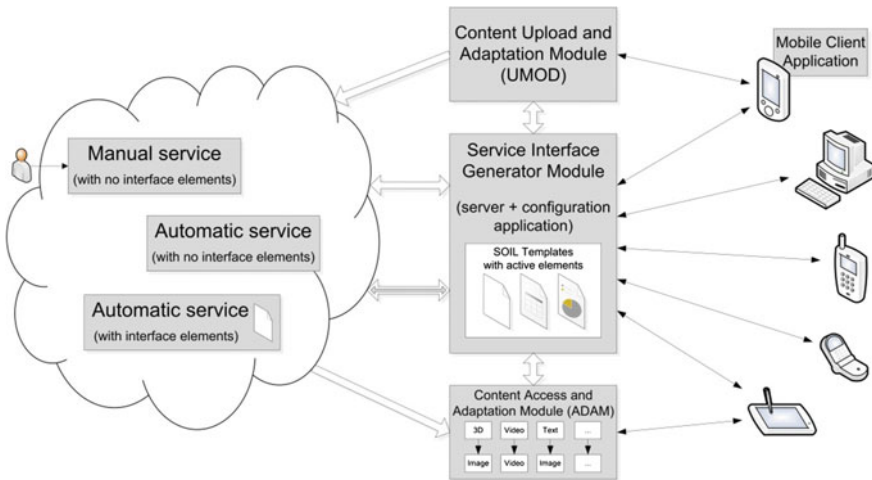 Content Upload and
Adaptation Module
(UMOD)
Mobile Client
Application
Manual service
(with no interface elements)
Automatic service
(with no interface elements)
Automatic service
(with interface elements)
Service Interface
Generator Module
(server + configuration
application)
SOIL Templates
with active elements
Content Access and
Adaptation Module (ADAM)
3D
Video
Text
...
Image
Video
Image
...